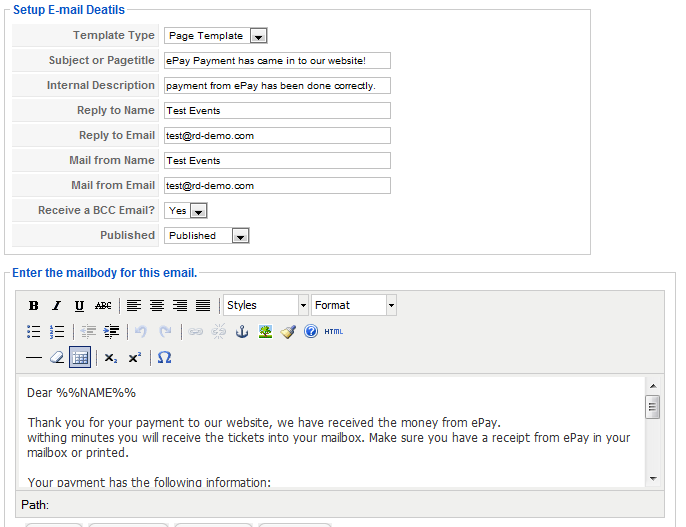 Setup E-mail Deatils
Template Type Page Template
Subject or Pagetitle ePay Payment has came in to our website!
Internal Description payment from ePay has been done correctly.
Reply to Name Test Events
Reply to Email test@rd-demo.com
Mail from Name Test Events
Mail from Email test@rd-demo.com
Receive a BCC Email? Yes
Published Published
Enter the mailbody for this email.
B I U ABC Styles Format
HTML
x₂ x² Ω
Dear %%NAME%%
Thank you for your payment to our website, we have received the money from ePay.
withing minutes you will receive the tickets into your mailbox. Make sure you have a receipt from ePay in your
mailbox or printed.
Your payment has the following information:
Path: